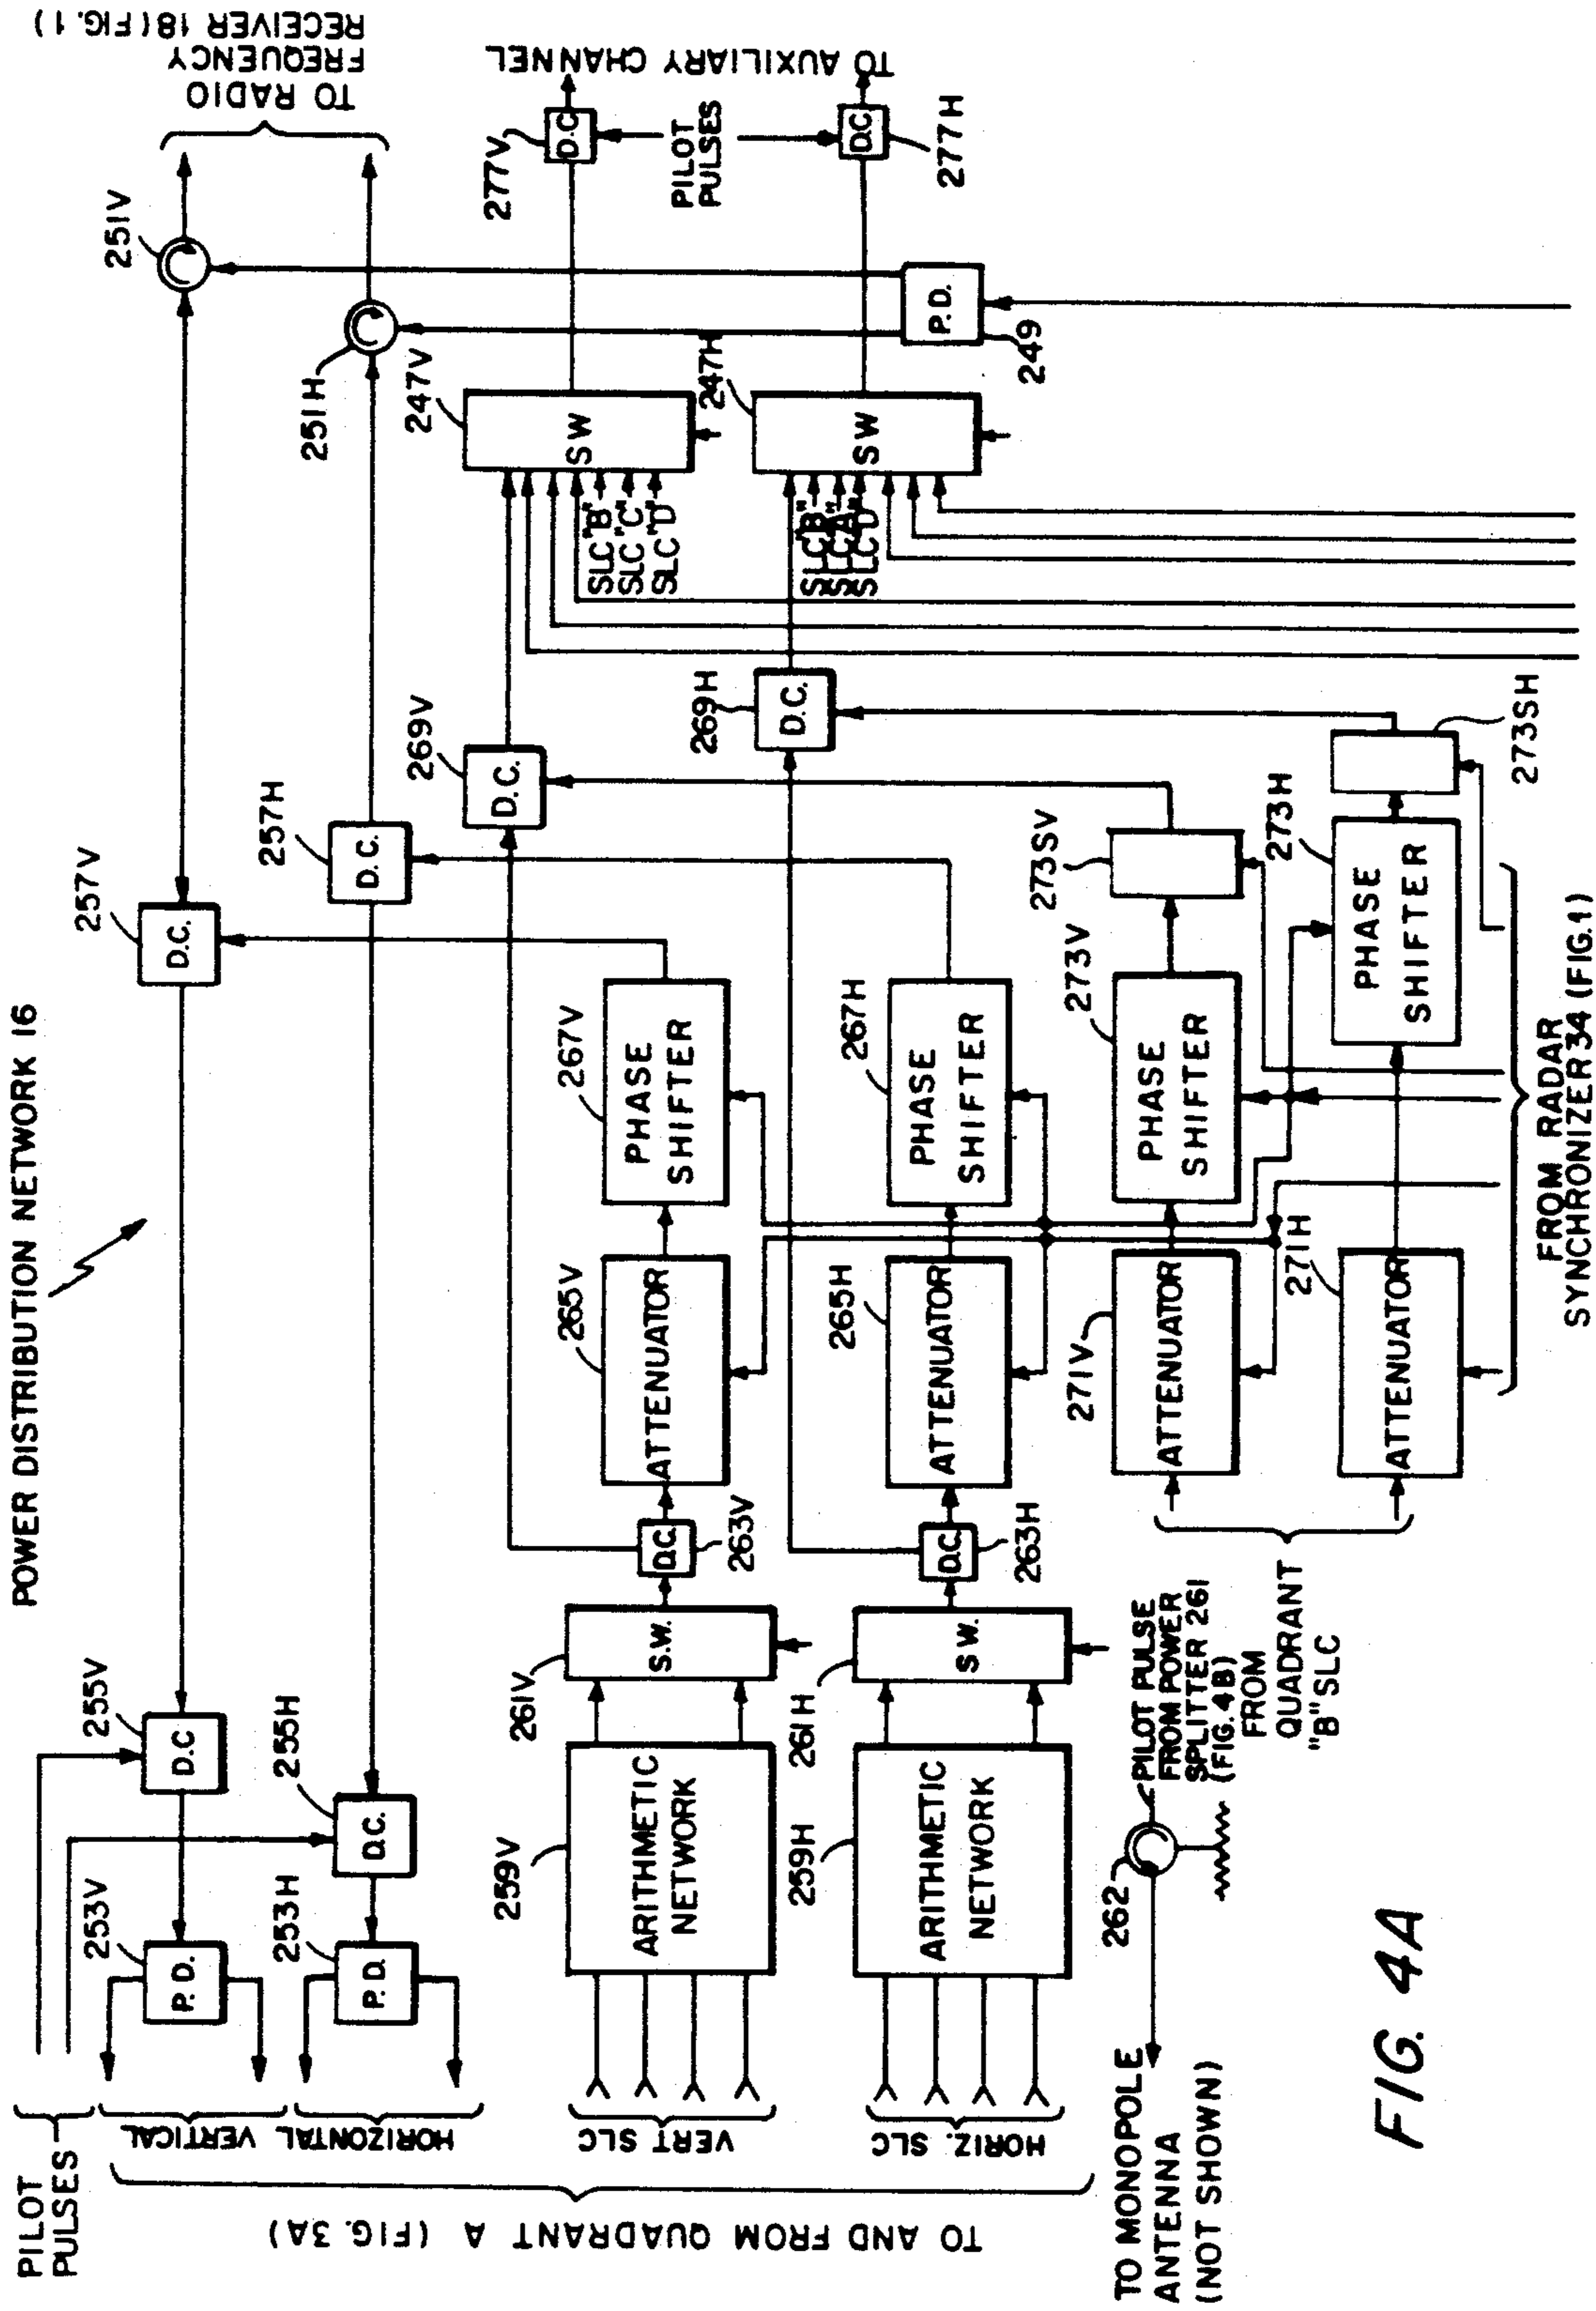 POWER DISTRIBUTION NETWORK 16
PILOT
PULSES
VERTICAL
HORIZONTAL
VERT SLC
HORIZ. SLC
TO AND FROM QUADRANT A (FIG. 3A)
253V
P. D.
253H
P. D.
255V
D.C
255H
D.C.
257V
D.C.
257H
D.C.
251V
251H
TO RADIO
FREQUENCY
RECEIVER 18 (FIG. 1)
259V
ARITHMETIC
NETWORK
261V
S.W.
263V
D.C.
265V
ATTENUATOR
267V
PHASE
SHIFTER
269V
D.C.
247V
SW
SLC "B"
SLC "C"
SLC "D"
277V
D.C
PILOT
PULSES
TO AUXILIARY CHANNEL
259H
ARITHMETIC
NETWORK
261H
SW.
263H
D.C.
265H
ATTENUATOR
267H
PHASE
SHIFTER
269H
D.C.
247H
SW
SLC "B"
SLC "A"
SLC "D"
277H
D.C
P.D.
249
262
PILOT PULSE
FROM POWER
SPLITTER 261
(FIG. 4B)
TO MONOPOLE
ANTENNA
(NOT SHOWN)
FROM
QUADRANT
"B" SLC
271V
ATTENUATOR
273V
PHASE
SHIFTER
273SV
271H
ATTENUATOR
273H
PHASE
SHIFTER
273SH
FROM RADAR
SYNCHRONIZER 34 (FIG.1)
FIG. 4A